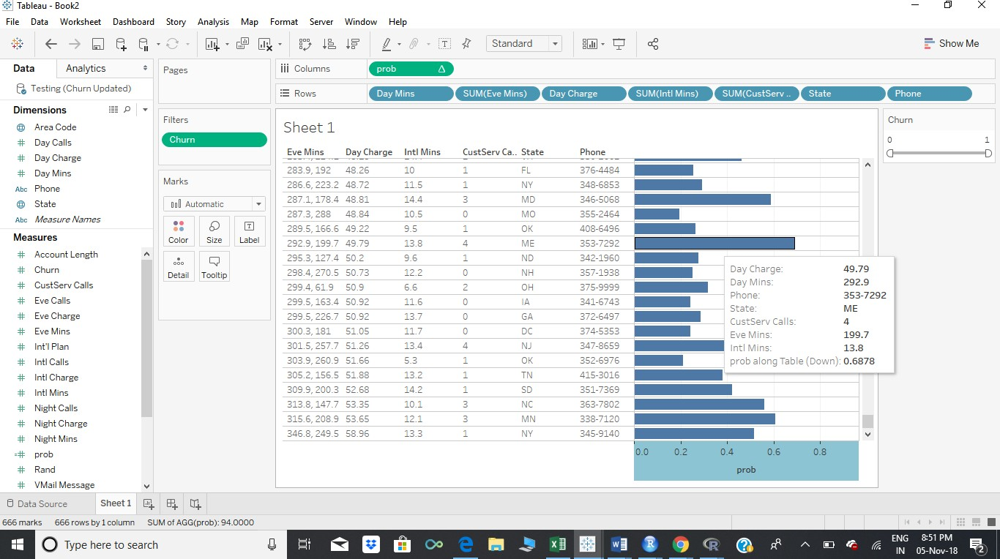 Tableau - Book2
File Data Worksheet Dashboard Story Analysis Map Format Server Window Help
Standard
Show Me
Data Analytics
Testing (Churn Updated)
Dimensions
Area Code
Day Calls
Day Charge
Day Mins
Abc Phone
State
Abc Measure Names
Measures
Account Length
Churn
CustServ Calls
Eve Calls
Eve Charge
Eve Mins
Int'l Plan
Intl Calls
Intl Charge
Intl Mins
Night Calls
Night Charge
Night Mins
prob
Rand
VMail Message
Pages
Filters
Churn
Marks
Automatic
Color Size Label
Detail Tooltip
Columns prob
Rows Day Mins SUM(Eve Mins) Day Charge SUM(Intl Mins) SUM(CustServ .. State Phone
Sheet 1
Eve Mins Day Charge Intl Mins CustServ Ca.. State Phone
283.9, 192 48.26 10 1 FL 376-4484
286.6, 223.2 48.72 11.5 1 NY 348-6853
287.1, 178.4 48.81 14.4 3 MD 346-5068
287.3, 288 48.84 10.5 0 MO 355-2464
289.5, 166.6 49.22 9.5 1 OK 408-6496
292.9, 199.7 49.79 13.8 4 ME 353-7292
295.3, 127.4 50.2 9.6 1 ND 342-1960
298.4, 270.5 50.73 12.2 0 NH 357-1938
299.4, 61.9 50.9 6.6 2 OH 375-9999
299.5, 163.4 50.92 11.6 0 IA 341-6743
299.5, 226.7 50.92 13.7 0 GA 372-6497
300.3, 181 51.05 11.7 0 DC 374-5353
301.5, 257.7 51.26 13.4 4 NJ 347-8659
303.9, 260.9 51.66 5.3 1 OK 352-6976
305.2, 156.5 51.88 13.2 1 TN 415-3016
309.9, 200.3 52.68 14.2 1 SD 351-7369
313.8, 147.7 53.35 10.1 3 NC 363-7802
315.6, 208.9 53.65 12.1 3 MN 338-7120
346.8, 249.5 58.96 13.3 1 NY 345-9140
0.0 0.2 0.4 0.6 0.8
prob
Day Charge: 49.79
Day Mins: 292.9
Phone: 353-7292
State: ME
CustServ Calls: 4
Eve Mins: 199.7
Intl Mins: 13.8
prob along Table (Down): 0.6878
Churn
0 1
Data Source Sheet 1
666 marks 666 rows by 1 column SUM of AGG(prob): 94.0000
Type here to search
ENG
IN
8:51 PM
05-Nov-18
2